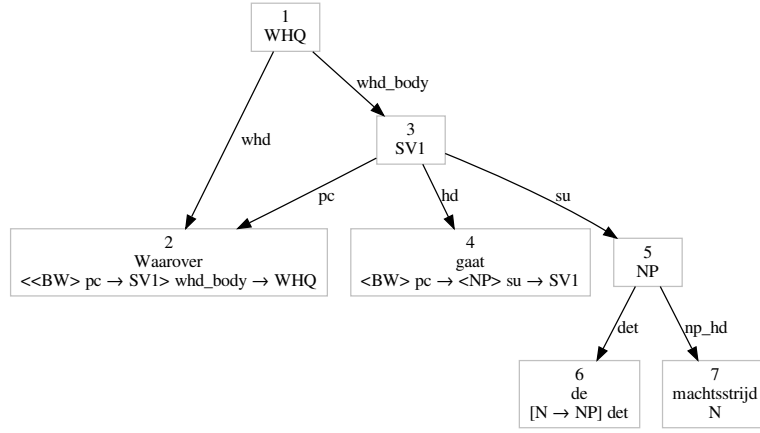 1
WHQ
whd_body
3
SV1
whd
pc
hd
su
2
Waarover
<<BW> pc → SV1> whd_body → WHQ
4
gaat
<BW> pc → <NP> su → SV1
5
NP
det
np_hd
6
de
[N → NP] det
7
machtsstrijd
N